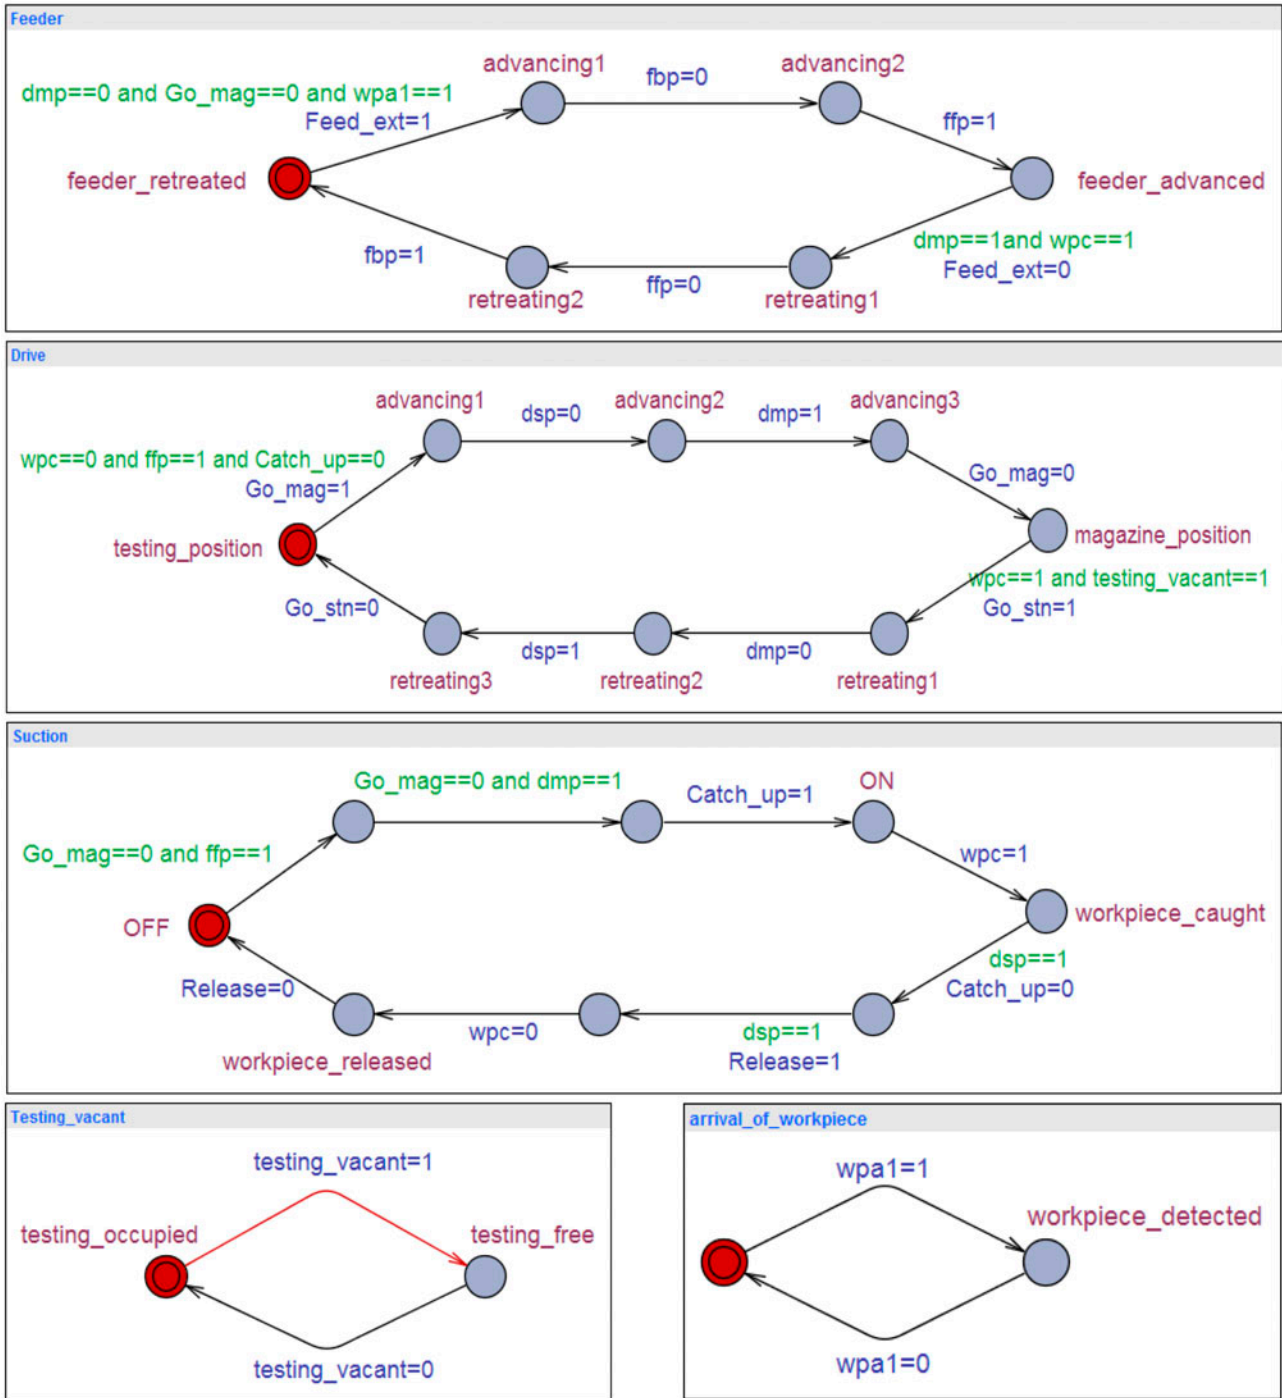 Feeder
advancing1
fbp=0
advancing2
dmp==0 and Go_mag==0 and wpa1==1
Feed_ext=1
ffp=1
feeder_retreated
feeder_advanced
fbp=1
dmp==1and wpc==1
Feed_ext=0
ffp=0
retreating2
retreating1
Drive
advancing1
dsp=0
advancing2
dmp=1
advancing3
wpc==0 and ffp==1 and Catch_up==0
Go_mag=1
Go_mag=0
testing_position
magazine_position
wpc==1 and testing_vacant==1
Go_stn=0
Go_stn=1
dsp=1
dmp=0
retreating3
retreating2
retreating1
Suction
Go_mag==0 and dmp==1
Catch_up=1
ON
Go_mag==0 and ffp==1
wpc=1
OFF
workpiece_caught
dsp==1
Catch_up=0
Release=0
wpc=0
dsp==1
Release=1
workpiece_released
Testing_vacant
testing_vacant=1
testing_occupied
testing_free
testing_vacant=0
arrival_of_workpiece
wpa1=1
workpiece_detected
wpa1=0